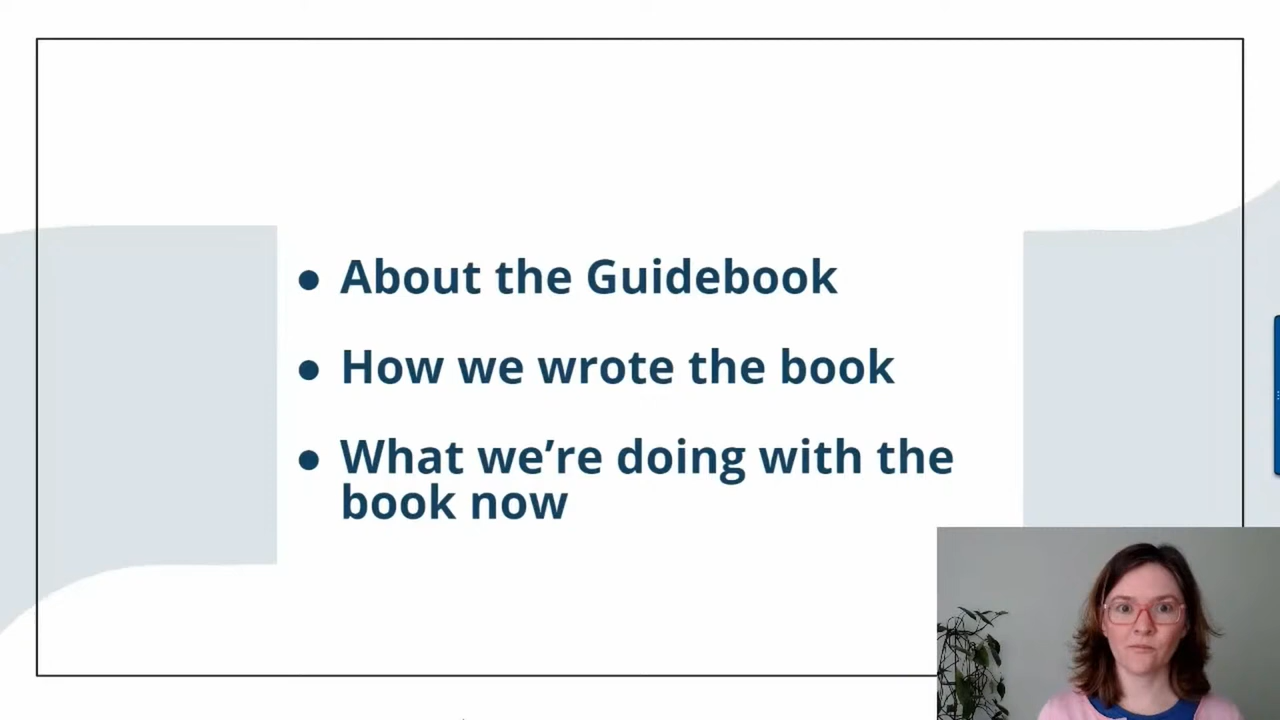 ● About the Guidebook
● How we wrote the book
● What we’re doing with the
book now